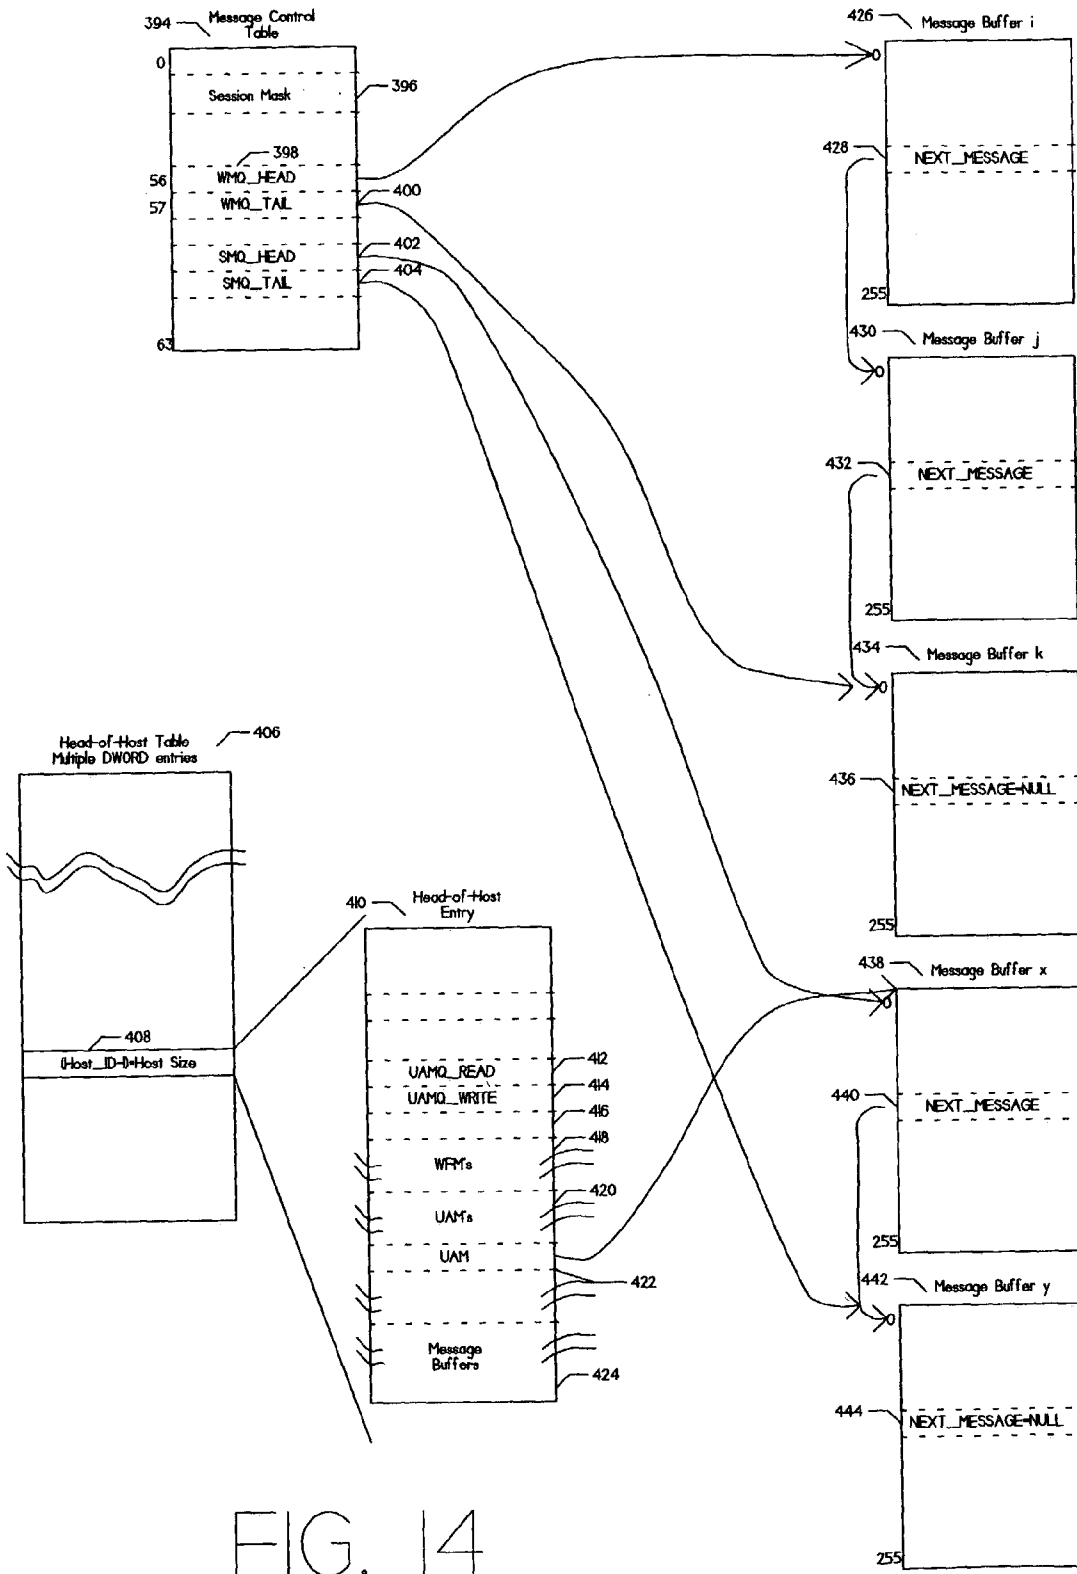 394
Message Control
Table
0
Session Mask
396
398
56
WMQ_HEAD
57
WMQ_TAIL
400
SMQ_HEAD
402
SMQ_TAIL
404
63
426
Message Buffer i
0
428
NEXT_MESSAGE
255
430
Message Buffer j
0
432
NEXT_MESSAGE
255
434
Message Buffer k
0
436
NEXT_MESSAGE=NULL
255
438
Message Buffer x
0
440
NEXT_MESSAGE
255
442
Message Buffer y
0
444
NEXT_MESSAGE=NULL
255
Head-of-Host Table
Multiple DWORD entries
406
408
(Host_ID-1)*Host Size
410
Head-of-Host
Entry
UAMQ_READ
412
UAMQ_WRITE
414
416
418
WFM's
420
UAM's
UAM
422
Message
Buffers
424
FIG. 14